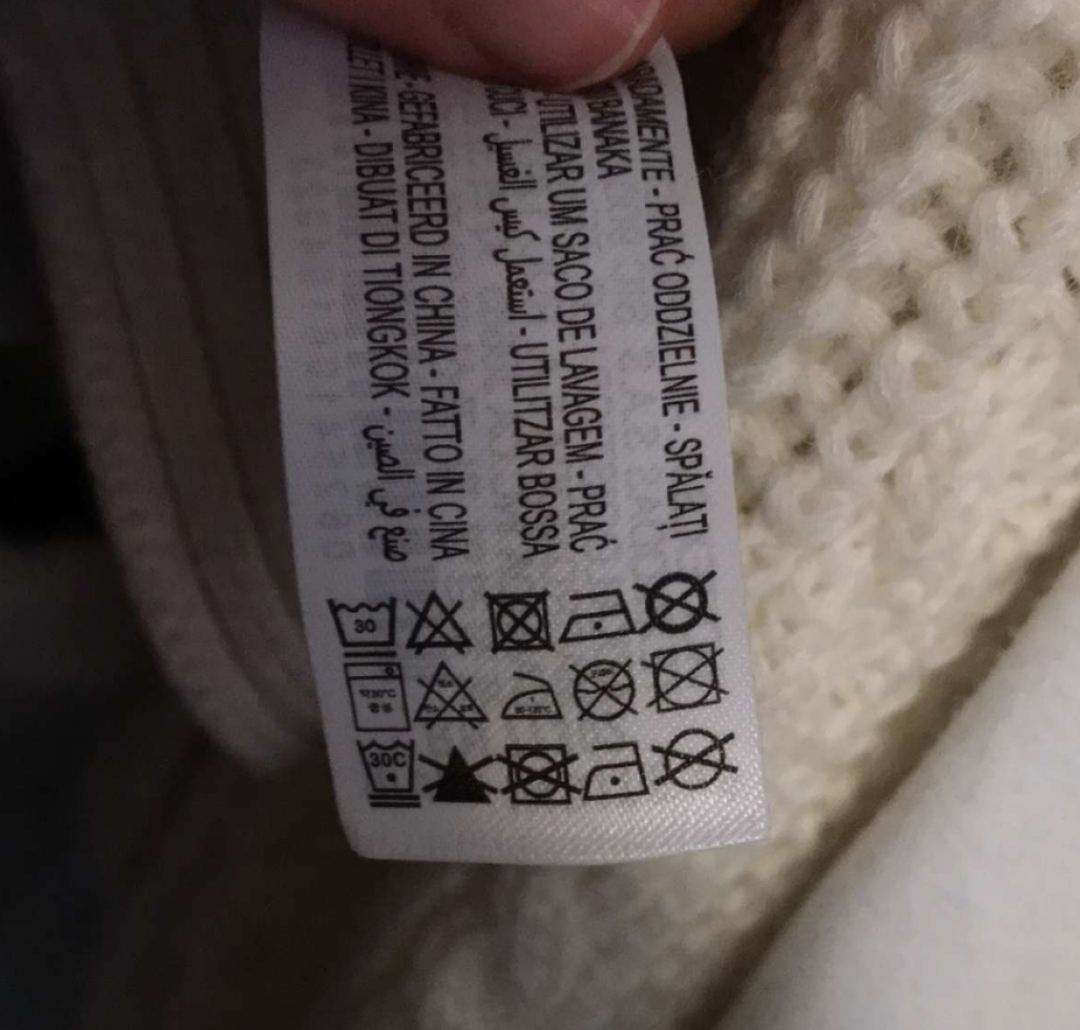 - PRAĆ ODDZIELNIE - SPĂLAȚI
BANAKA
UTILIZAR UM SACO DE LAVAGEM - PRAĆ
- استعمل كيس الغسيل - UTILITZAR BOSSA
- GEFABRICEERD IN CHINA - FATTO IN CINA
KINA - DIBUAT DI TIONGKOK - صنع في الصين
30
30C